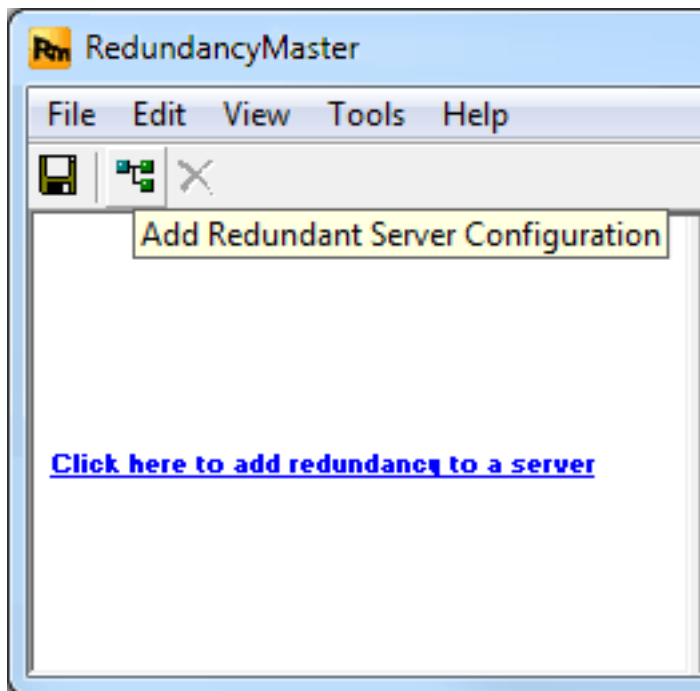 Rm RedundancyMaster
File Edit View Tools Help
Add Redundant Server Configuration
Click here to add redundancy to a server